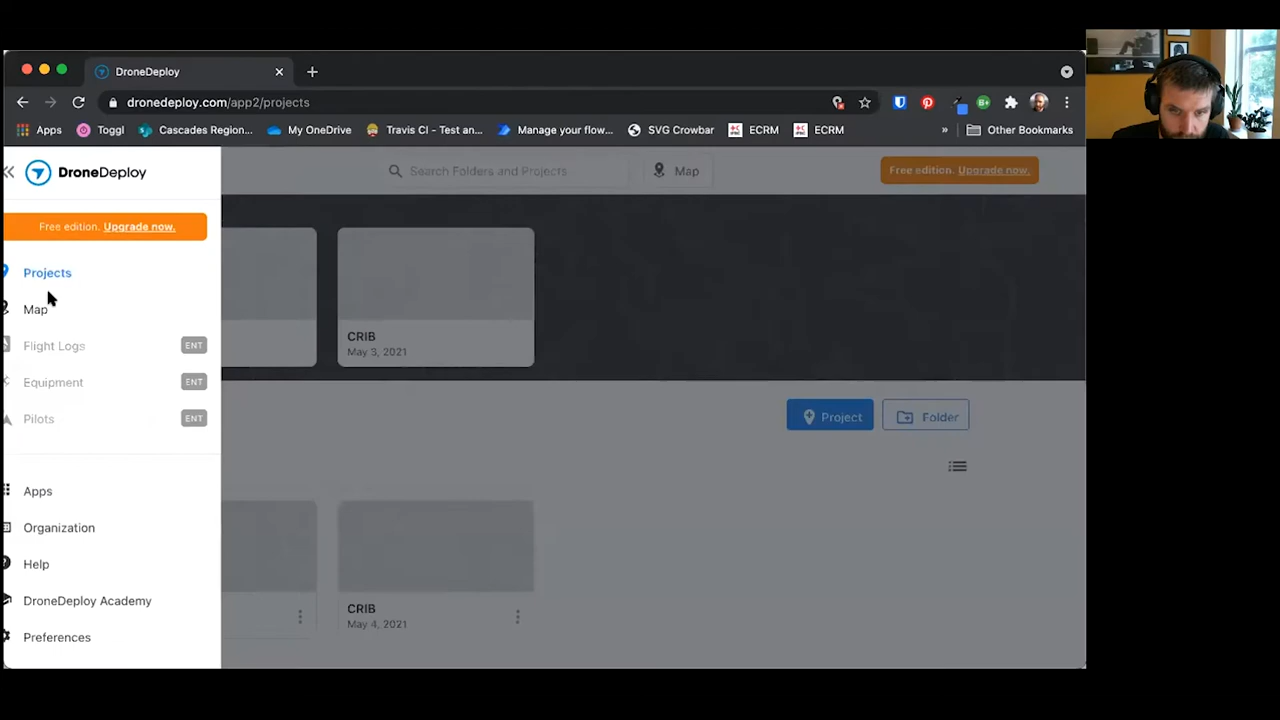 DroneDeploy
dronedeploy.com/app2/projects
Apps
Toggl
Cascades Region...
My OneDrive
Travis CI - Test an...
Manage your flow...
SVG Crowbar
ECRM
ECRM
»
Other Bookmarks
DroneDeploy
Search Folders and Projects
Map
Free edition. Upgrade now.
Free edition. Upgrade now.
Projects
Map
Flight Logs ENT
Equipment ENT
Pilots ENT
Apps
Organization
Help
DroneDeploy Academy
Preferences
CRIB
May 3, 2021
Project
Folder
CRIB
May 4, 2021